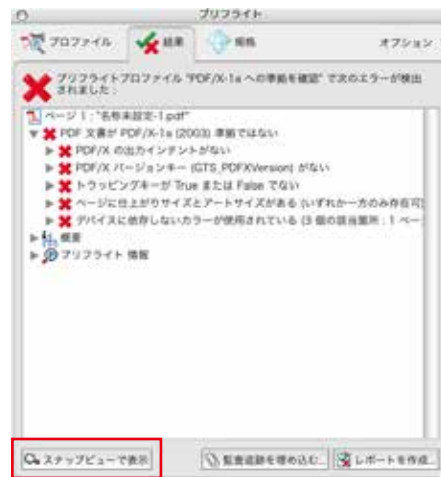 プリフライト
プロファイル
結果
規格
オプション
プリフライトプロファイル "PDF/X-1a への準拠を確認" で次のエラーが検出
されました :
ページ 1 : "名称未設定-1.pdf"
PDF 文書が PDF/X-1a (2003) 準拠ではない
PDF/X の出力インテントがない
PDF/X バージョンキー (GTS_PDFXVersion) がない
トラッピングキーが True または False でない
ページに仕上がりサイズとアートサイズがある (いずれか一方のみ存在可
デバイスに依存しないカラーが使用されている (3 個の該当箇所 : 1 ペー
概要
プリフライト 情報
スナップビューで表示
監査追跡を埋め込む...
レポートを作成...